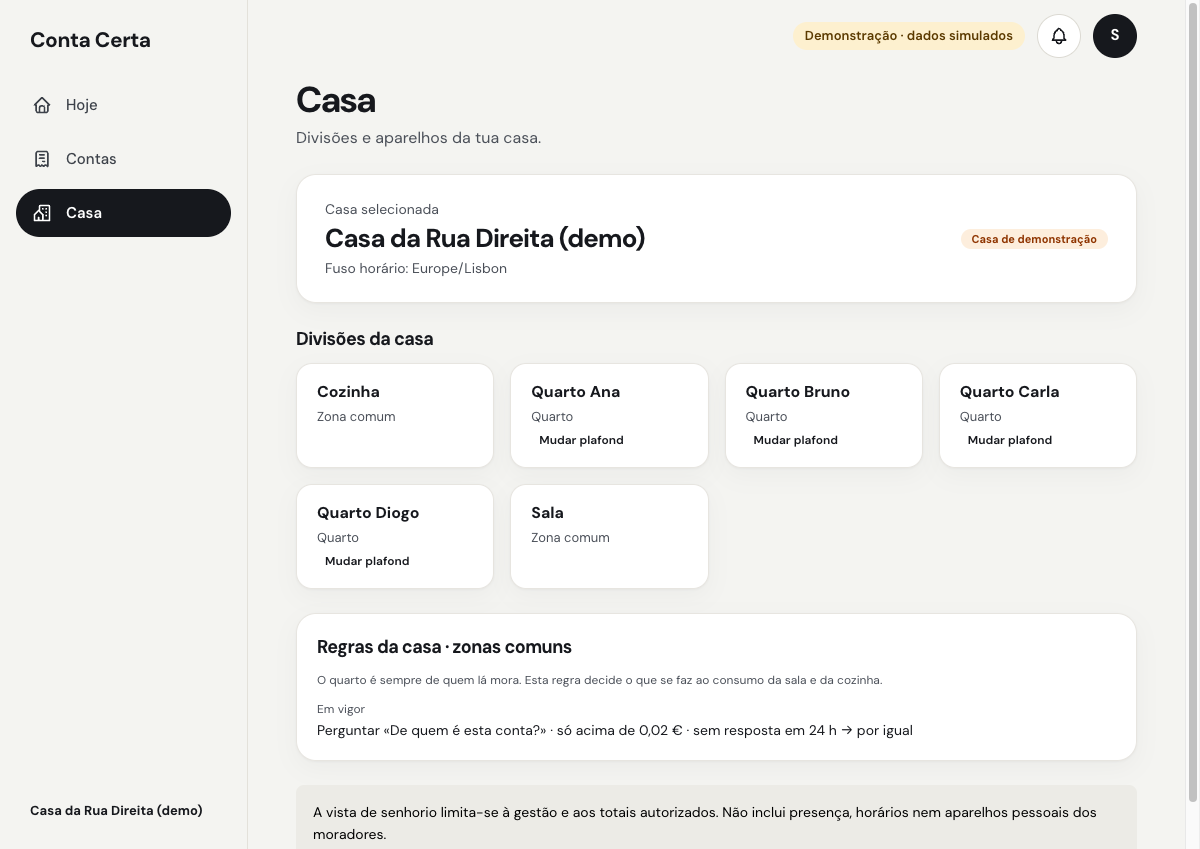 Conta Certa
Hoje
Contas
Casa
Casa da Rua Direita (demo)
Demonstração · dados simulados
S
Casa
Divisões e aparelhos da tua casa.
Casa selecionada
Casa da Rua Direita (demo)
Fuso horário: Europe/Lisbon
Casa de demonstração
Divisões da casa
Cozinha
Zona comum
Quarto Ana
Quarto
Mudar plafond
Quarto Bruno
Quarto
Mudar plafond
Quarto Carla
Quarto
Mudar plafond
Quarto Diogo
Quarto
Mudar plafond
Sala
Zona comum
Regras da casa · zonas comuns
O quarto é sempre de quem lá mora. Esta regra decide o que se faz ao consumo da sala e da cozinha.
Em vigor
Perguntar «De quem é esta conta?» · só acima de 0,02 € · sem resposta em 24 h → por igual
A vista de senhorio limita-se à gestão e aos totais autorizados. Não inclui presença, horários nem aparelhos pessoais dos
moradores.